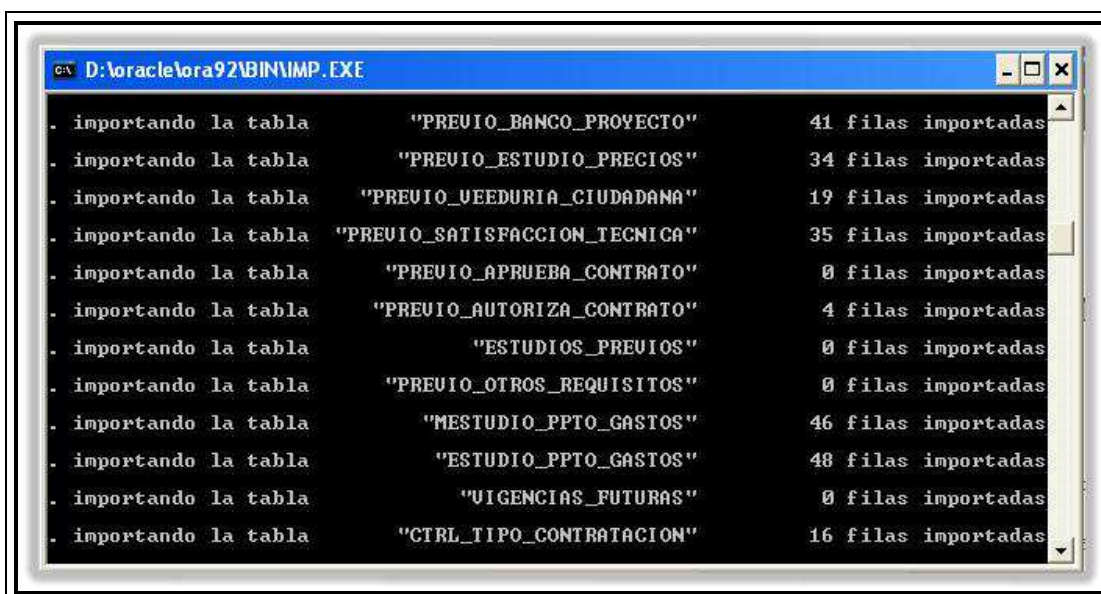 D:\oracle\ora92\BIN\IMP.EXE
. importando la tabla "PREVIO_BANCO_PROYECTO" 41 filas importadas
. importando la tabla "PREVIO_ESTUDIO_PRECIOS" 34 filas importadas
. importando la tabla "PREVIO_VEEDURIA_CIUDADANA" 19 filas importadas
. importando la tabla "PREVIO_SATISFACCION_TECNICA" 35 filas importadas
. importando la tabla "PREVIO_APRUEBA_CONTRATO" 0 filas importadas
. importando la tabla "PREVIO_AUTORIZA_CONTRATO" 4 filas importadas
. importando la tabla "ESTUDIOS_PREVIOS" 0 filas importadas
. importando la tabla "PREVIO_OTROS_REQUISITOS" 0 filas importadas
. importando la tabla "MESTUDIO_PPTO_GASTOS" 46 filas importadas
. importando la tabla "ESTUDIO_PPTO_GASTOS" 48 filas importadas
. importando la tabla "VIGENCIAS_FUTURAS" 0 filas importadas
. importando la tabla "CTRL_TIPO_CONTRATACION" 16 filas importadas